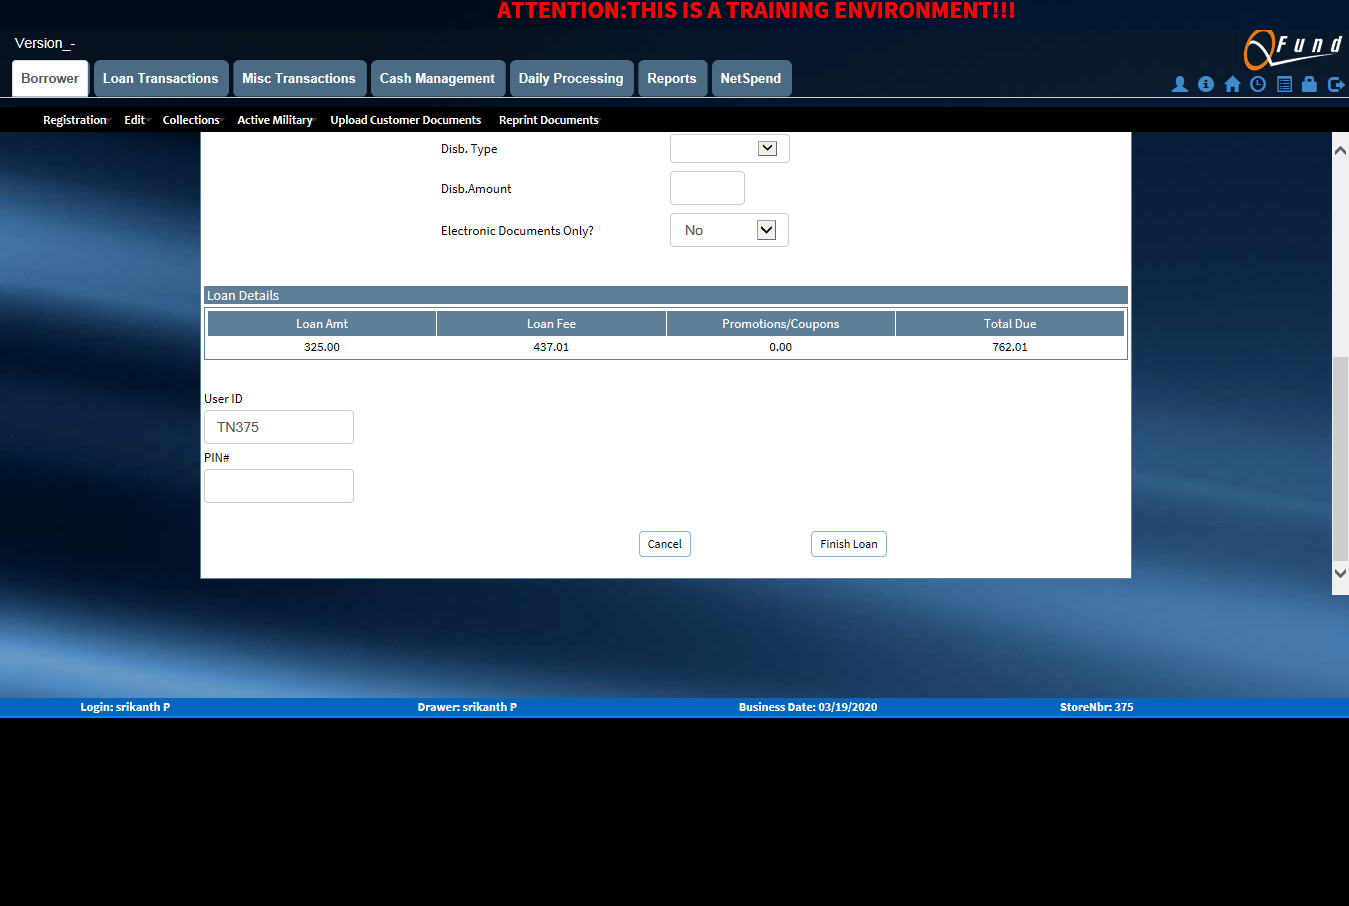 ATTENTION:THIS IS A TRAINING ENVIRONMENT!!!
Version_-
QFund
Borrower Loan Transactions Misc Transactions Cash Management Daily Processing Reports NetSpend
Registration Edit Collections Active Military Upload Customer Documents Reprint Documents
Disb. Type
Disb.Amount
Electronic Documents Only? No
Loan Details
Loan Amt Loan Fee Promotions/Coupons Total Due
325.00 437.01 0.00 762.01
User ID
TN375
PIN#
Cancel Finish Loan
Login: srikanth P Drawer: srikanth P Business Date: 03/19/2020 StoreNbr: 375